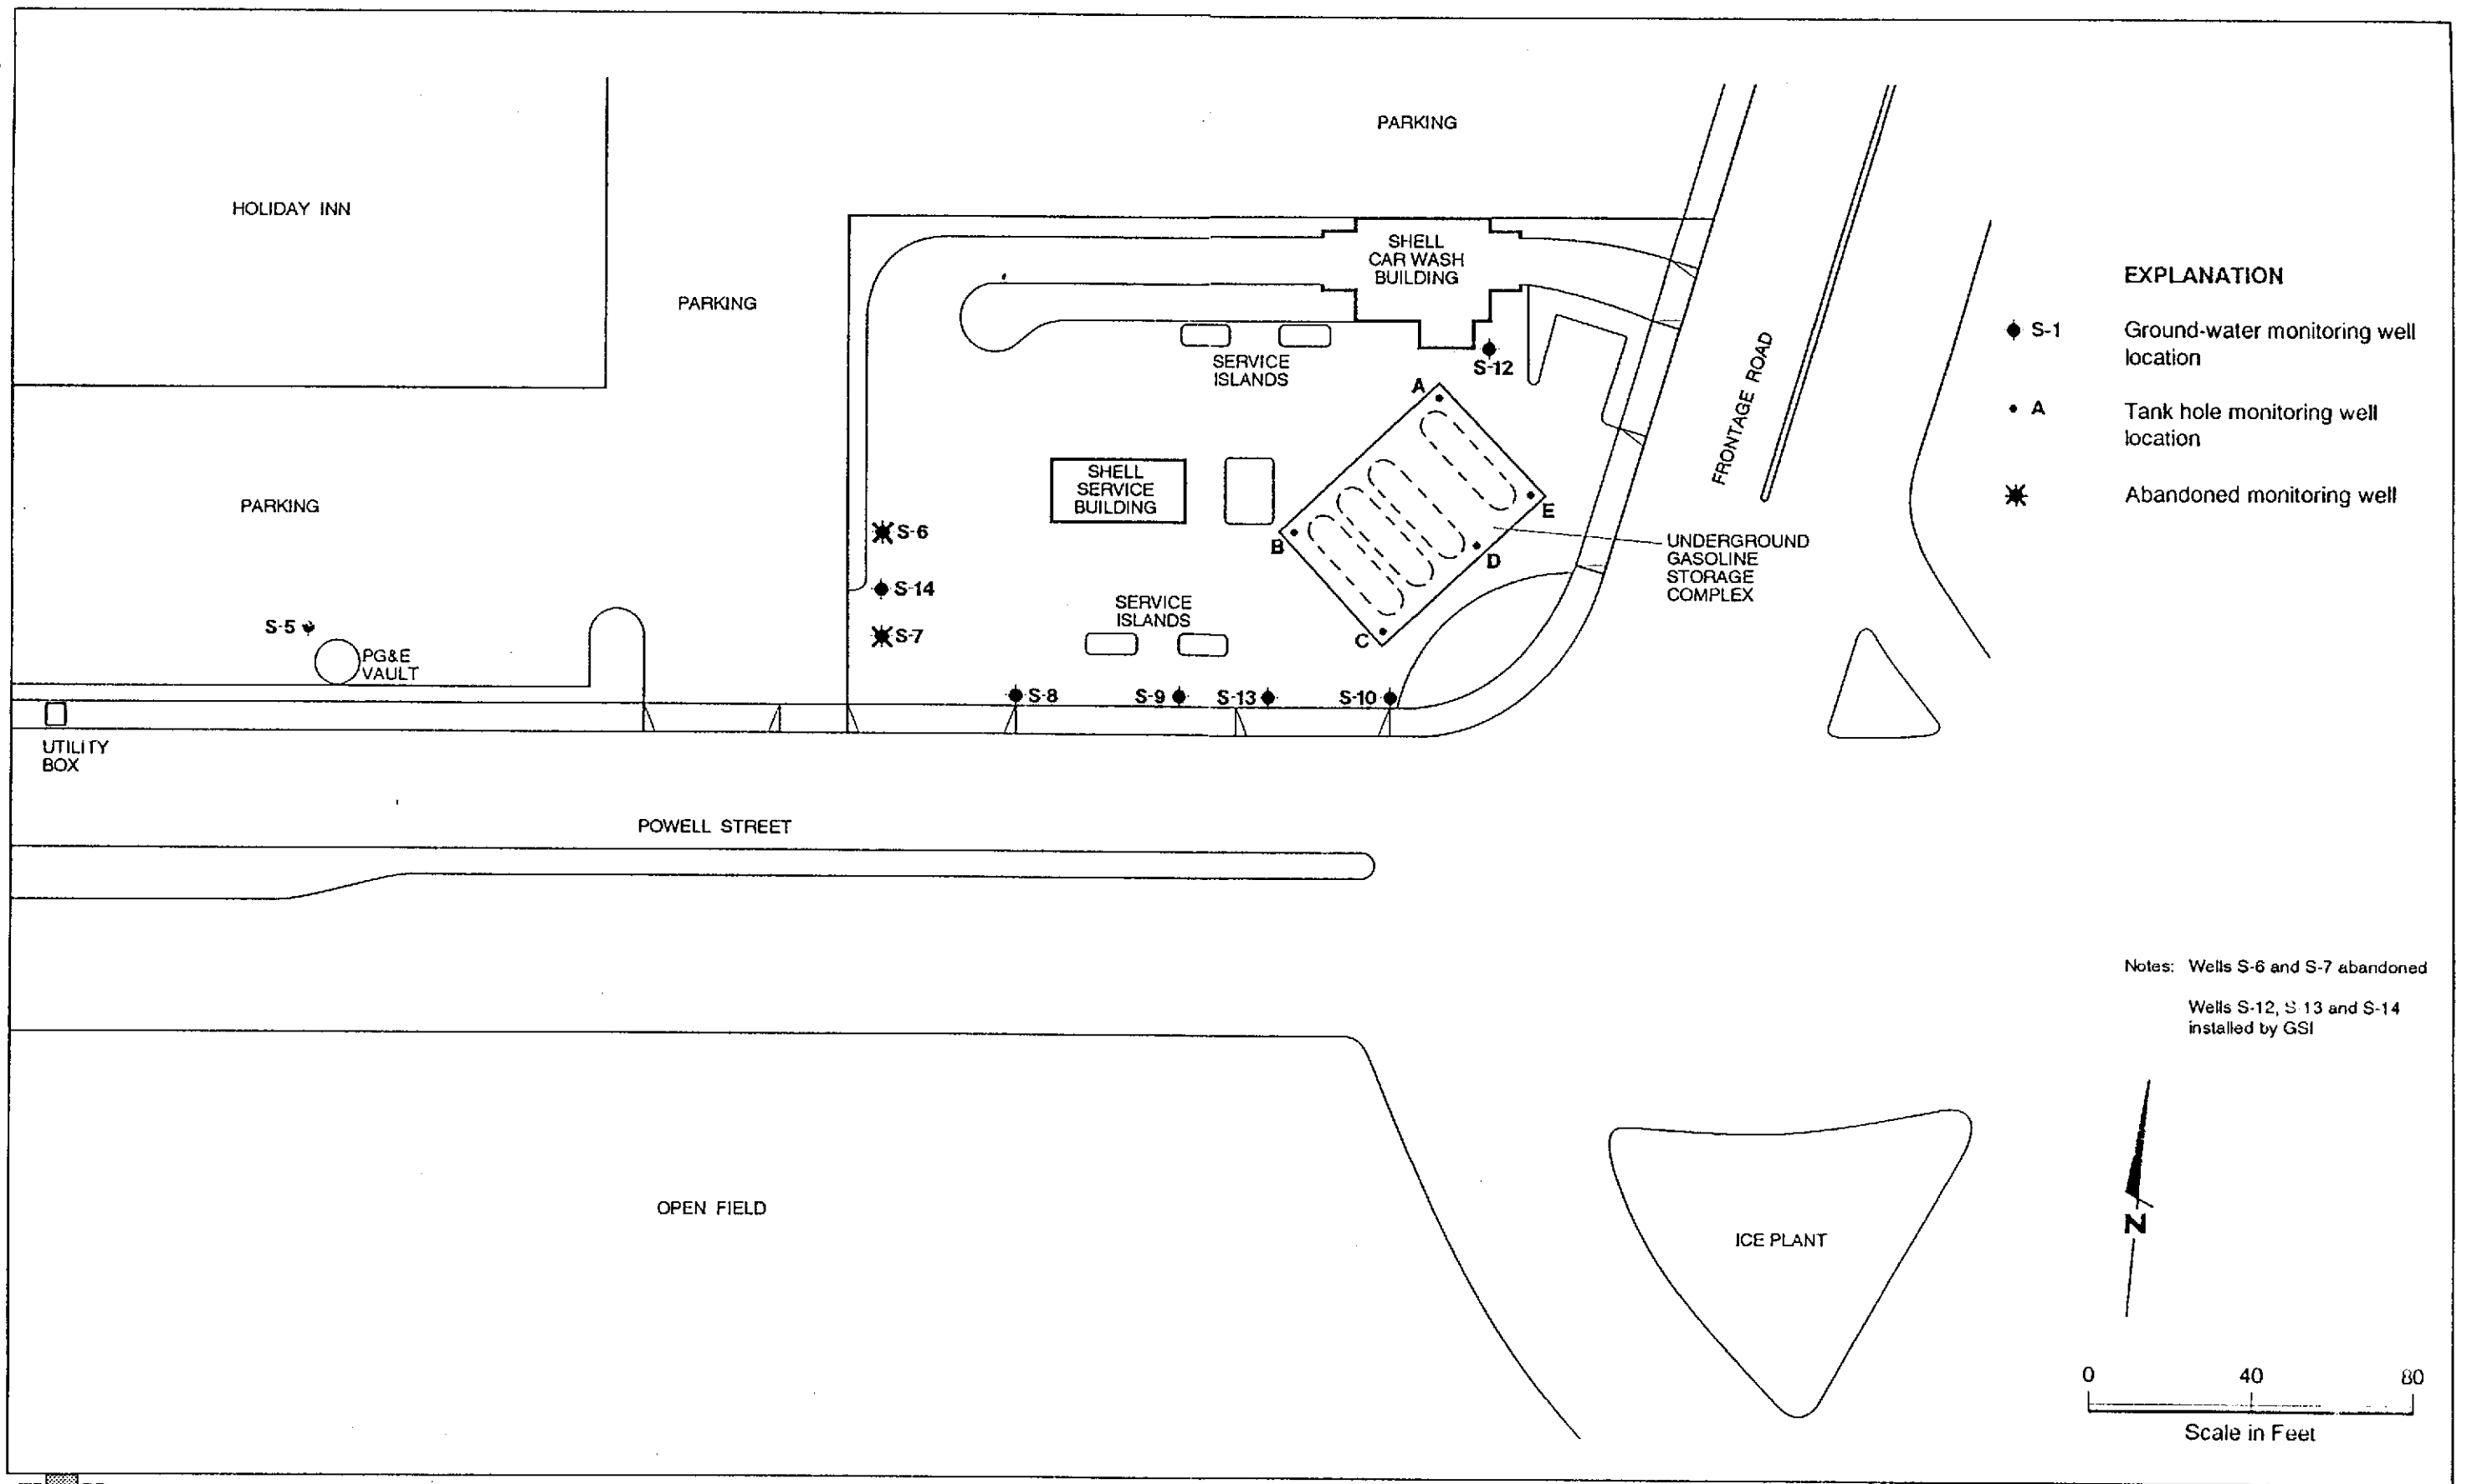 PARKING
HOLIDAY INN
SHELL
CAR WASH
BUILDING
PARKING
EXPLANATION
S-1 Ground-water monitoring well
location
A Tank hole monitoring well
location
Abandoned monitoring well
FRONTAGE ROAD
SERVICE
ISLANDS
S-12
A
SHELL
SERVICE
BUILDING
PARKING
S-6
B
E
D
UNDERGROUND
GASOLINE
STORAGE
COMPLEX
S-14
SERVICE
ISLANDS
S-5
S-7
C
PG&E
VAULT
S-8
S-9
S-13
S-10
UTILITY
BOX
POWELL STREET
Notes: Wells S-6 and S-7 abandoned
Wells S-12, S-13 and S-14
installed by GSI
OPEN FIELD
ICE PLANT
N
0 40 80
Scale in Feet